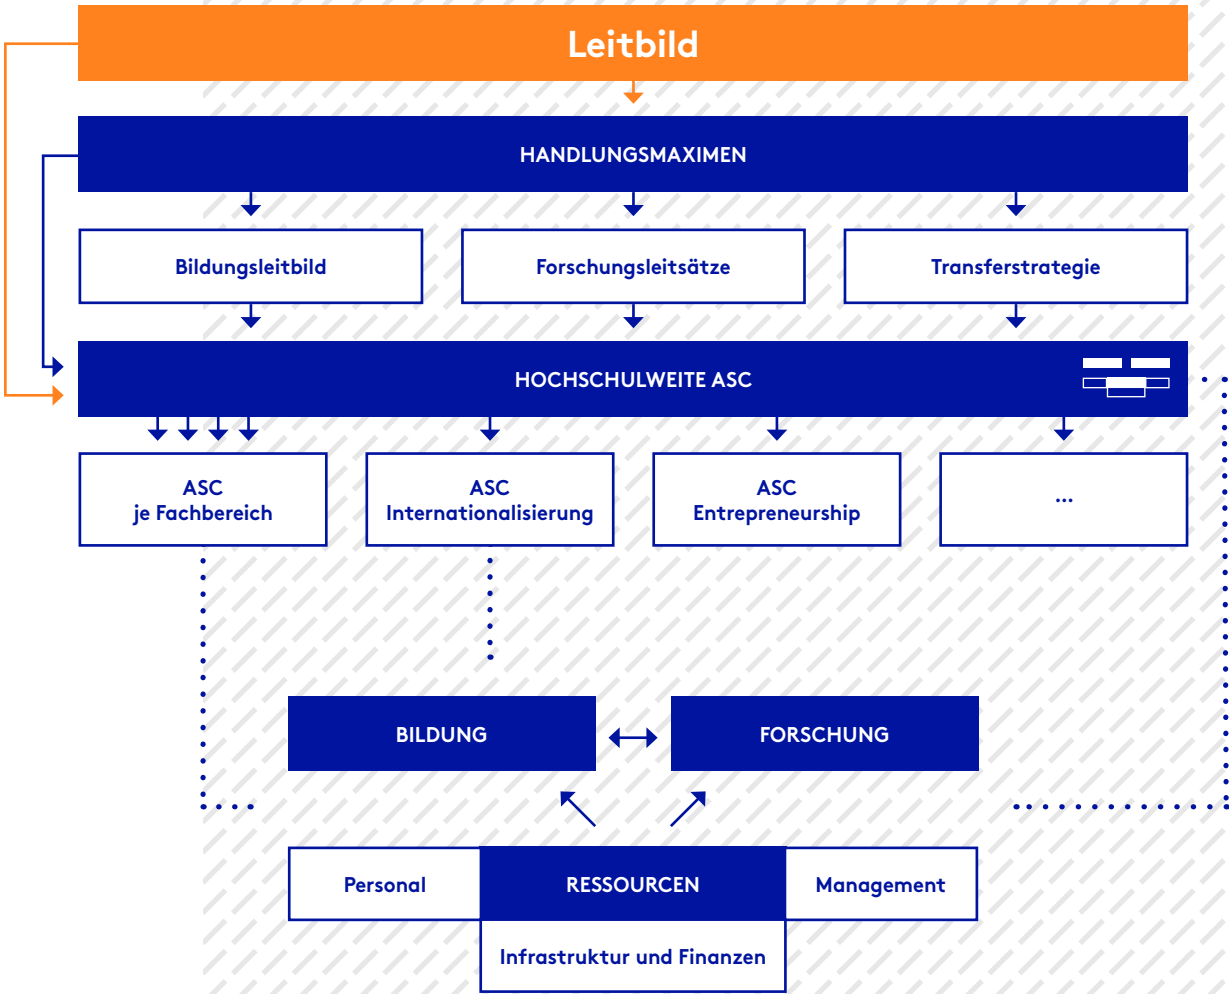 Leitbild
HANDLUNGSMAXIMEN
Bildungsleitbild
Forschungsleitsätze
Transferstrategie
HOCHSCHULWEITE ASC
ASC
je Fachbereich
ASC
Internationalisierung
ASC
Entrepreneurship
...
BILDUNG
FORSCHUNG
Personal
RESSOURCEN
Management
Infrastruktur und Finanzen